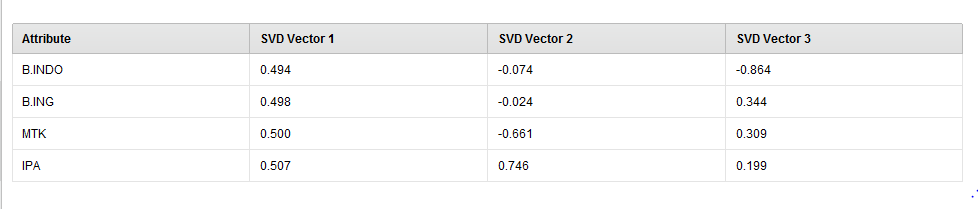 Attribute SVD Vector 1 SVD Vector 2 SVD Vector 3
B.INDO 0.494 -0.074 -0.864
B.ING 0.498 -0.024 0.344
MTK 0.500 -0.661 0.309
IPA 0.507 0.746 0.199